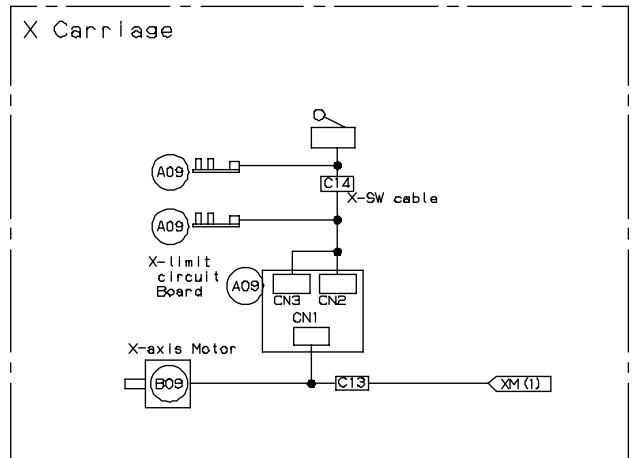 X Carriage
A09
C14
X-SW cable
A09
X-limit
circuit
Board
A09
CN3
CN2
CN1
X-axis Motor
B09
C13
XM(1)